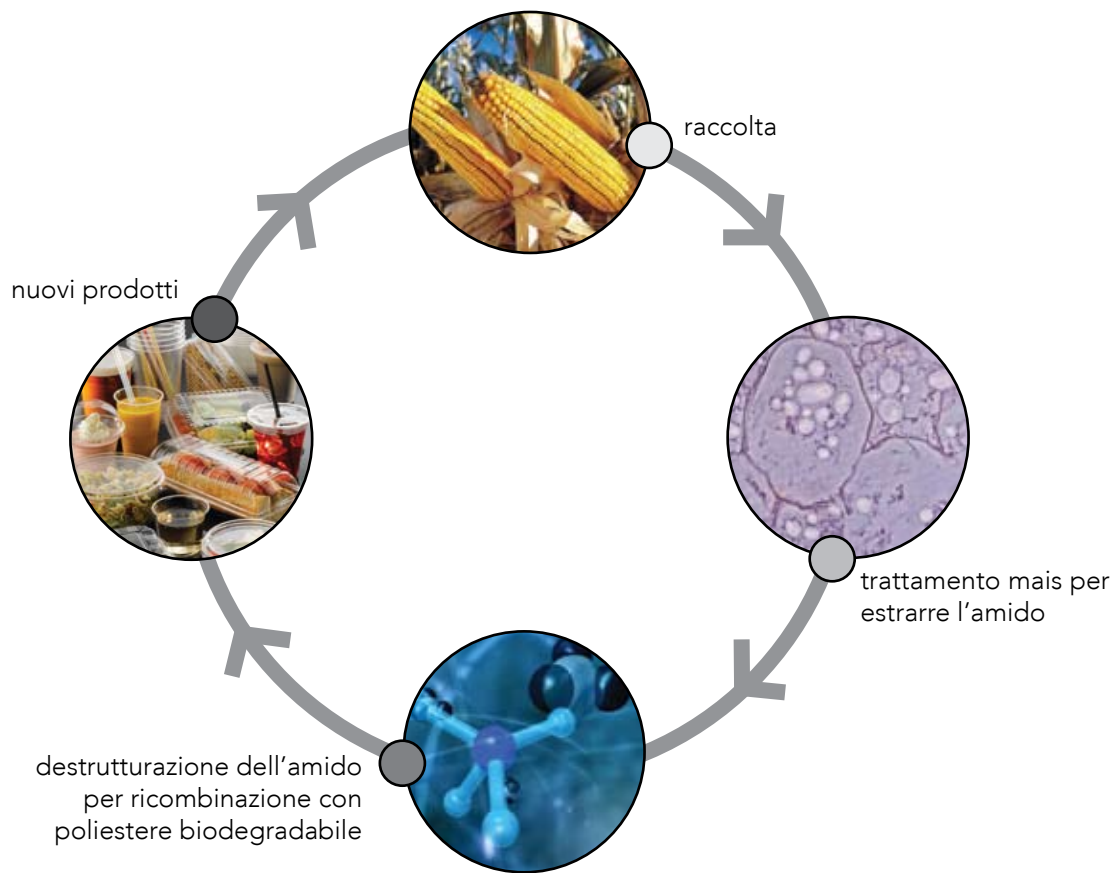 raccolta
nuovi prodotti
trattamento mais per
estrarre l'amido
destrutturazione dell'amido
per ricombinazione con
poliestere biodegradabile